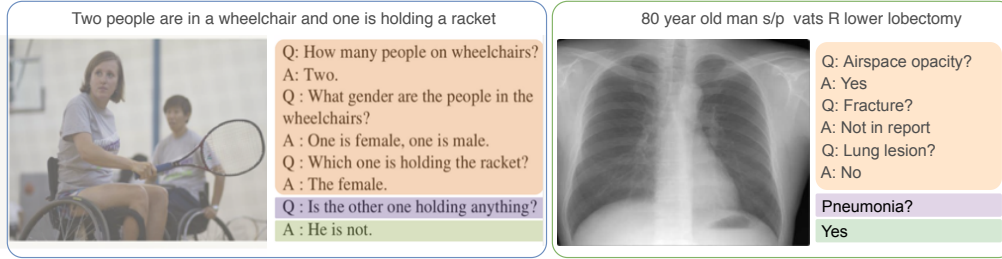 Two people are in a wheelchair and one is holding a racket
Q: How many people on wheelchairs?
A: Two.
Q : What gender are the people in the
wheelchairs?
A : One is female, one is male.
Q : Which one is holding the racket?
A : The female.
Q : Is the other one holding anything?
A : He is not.
80 year old man s/p vats R lower lobectomy
Q: Airspace opacity?
A: Yes
Q: Fracture?
A: Not in report
Q: Lung lesion?
A: No
Pneumonia?
Yes